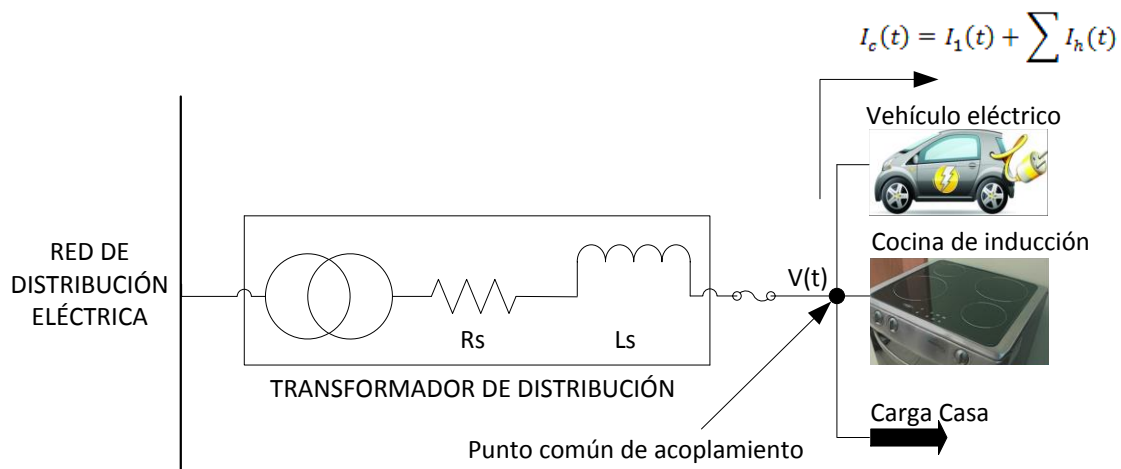 I_c(t) = I_1(t) + ∑ I_h(t)
Vehículo eléctrico
RED DE
DISTRIBUCIÓN
ELÉCTRICA
Cocina de inducción
V(t)
Rs
Ls
TRANSFORMADOR DE DISTRIBUCIÓN
Carga Casa
Punto común de acoplamiento